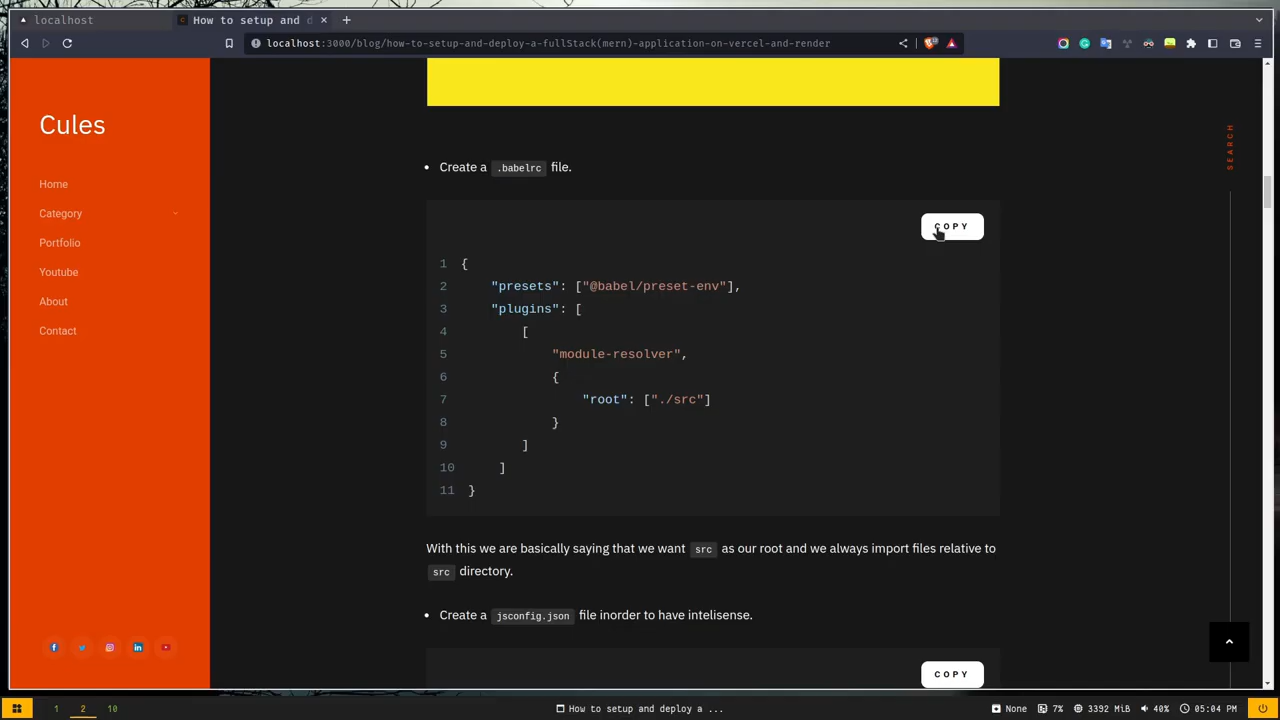 localhost
How to setup and d
localhost:3000/blog/how-to-setup-and-deploy-a-fullStack(mern)-application-on-vercel-and-render
Cules
Home
Category
Portfolio
Youtube
About
Contact
SEARCH
• Create a .babelrc file.
COPY
1 {
2 "presets": ["@babel/preset-env"],
3 "plugins": [
4 [
5 "module-resolver",
6 {
7 "root": ["./src"]
8 }
9 ]
10 ]
11 }
With this we are basically saying that we want src as our root and we always import files relative to
src directory.
• Create a jsconfig.json file inorder to have intelisense.
COPY
1 2 10
How to setup and deploy a ...
None 7% 3392 MiB 40% 05:04 PM